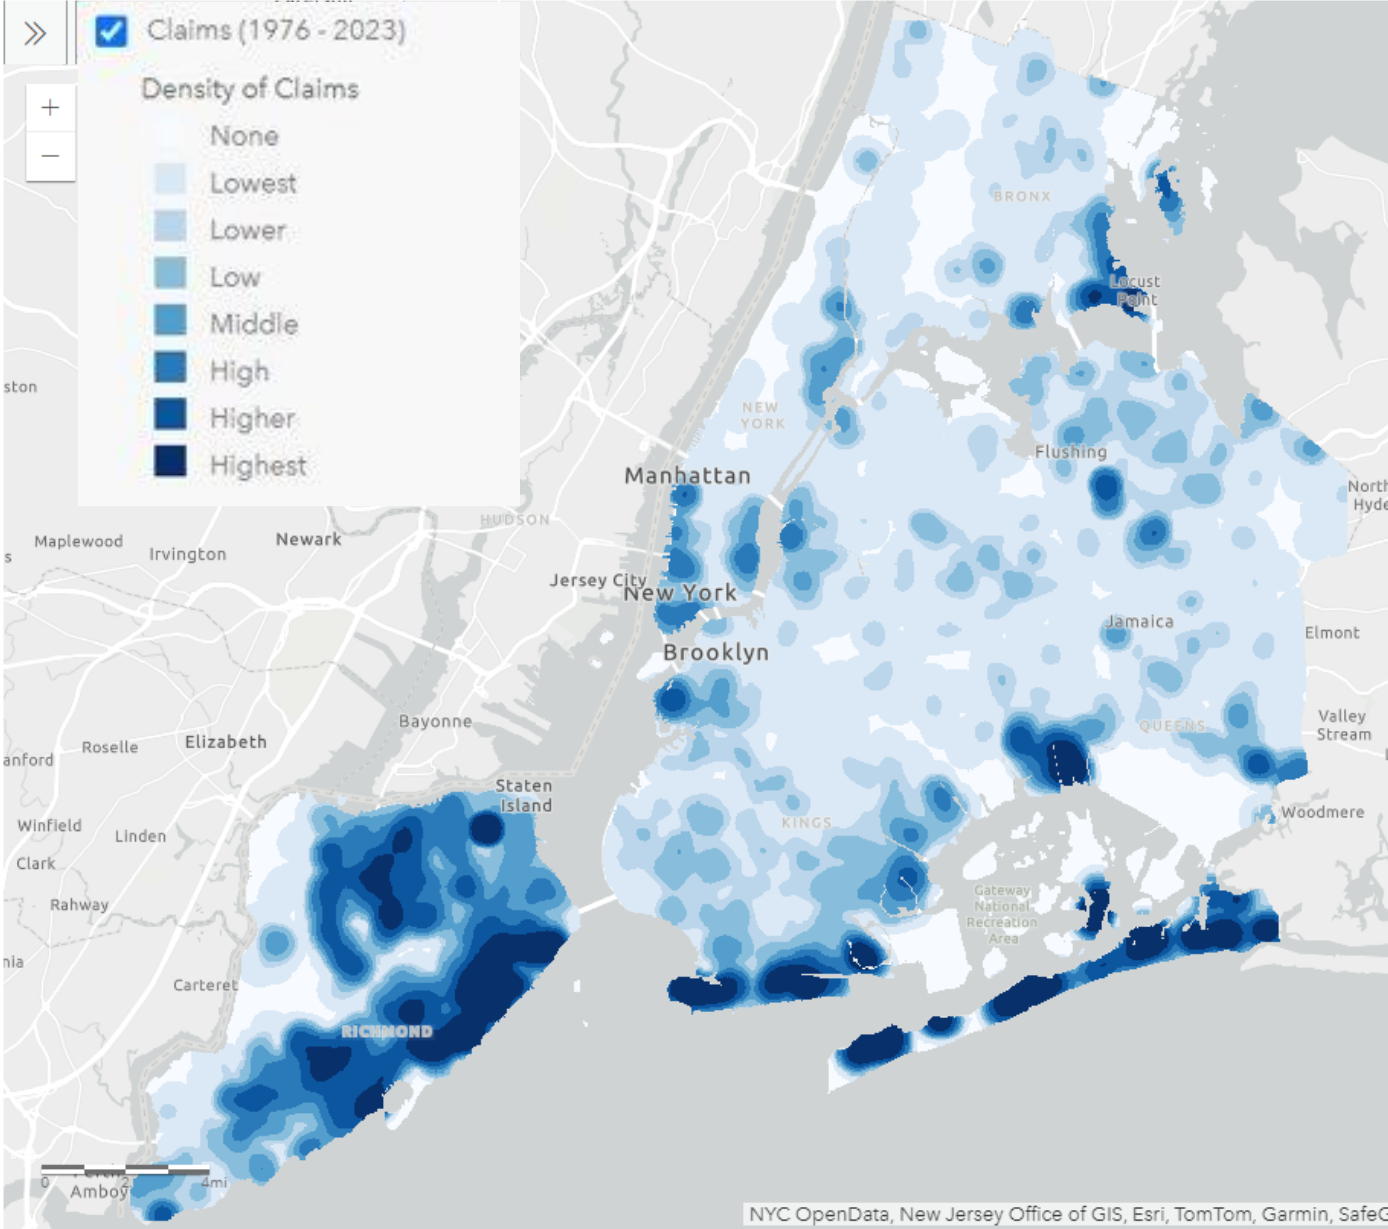 Claims (1976 - 2023)
Density of Claims
None
Lowest
Lower
Low
Middle
High
Higher
Highest
+
−
BRONX
Locust
Point
ston
NEW
YORK
Flushing
Manhattan
North
Hyde
HUDSON
Maplewood
Irvington
Newark
s
Jersey City
New York
Jamaica
Elmont
Brooklyn
Bayonne
QUEENS
Valley
Stream
Roselle
Elizabeth
anford
Staten
Island
Winfield
Linden
KINGS
Woodmere
Clark
Rahway
Gateway
National
Recreation
Area
nia
Carteret
RICHMOND
0
2
4mi
Amboy
NYC OpenData, New Jersey Office of GIS, Esri, TomTom, Garmin, SafeG